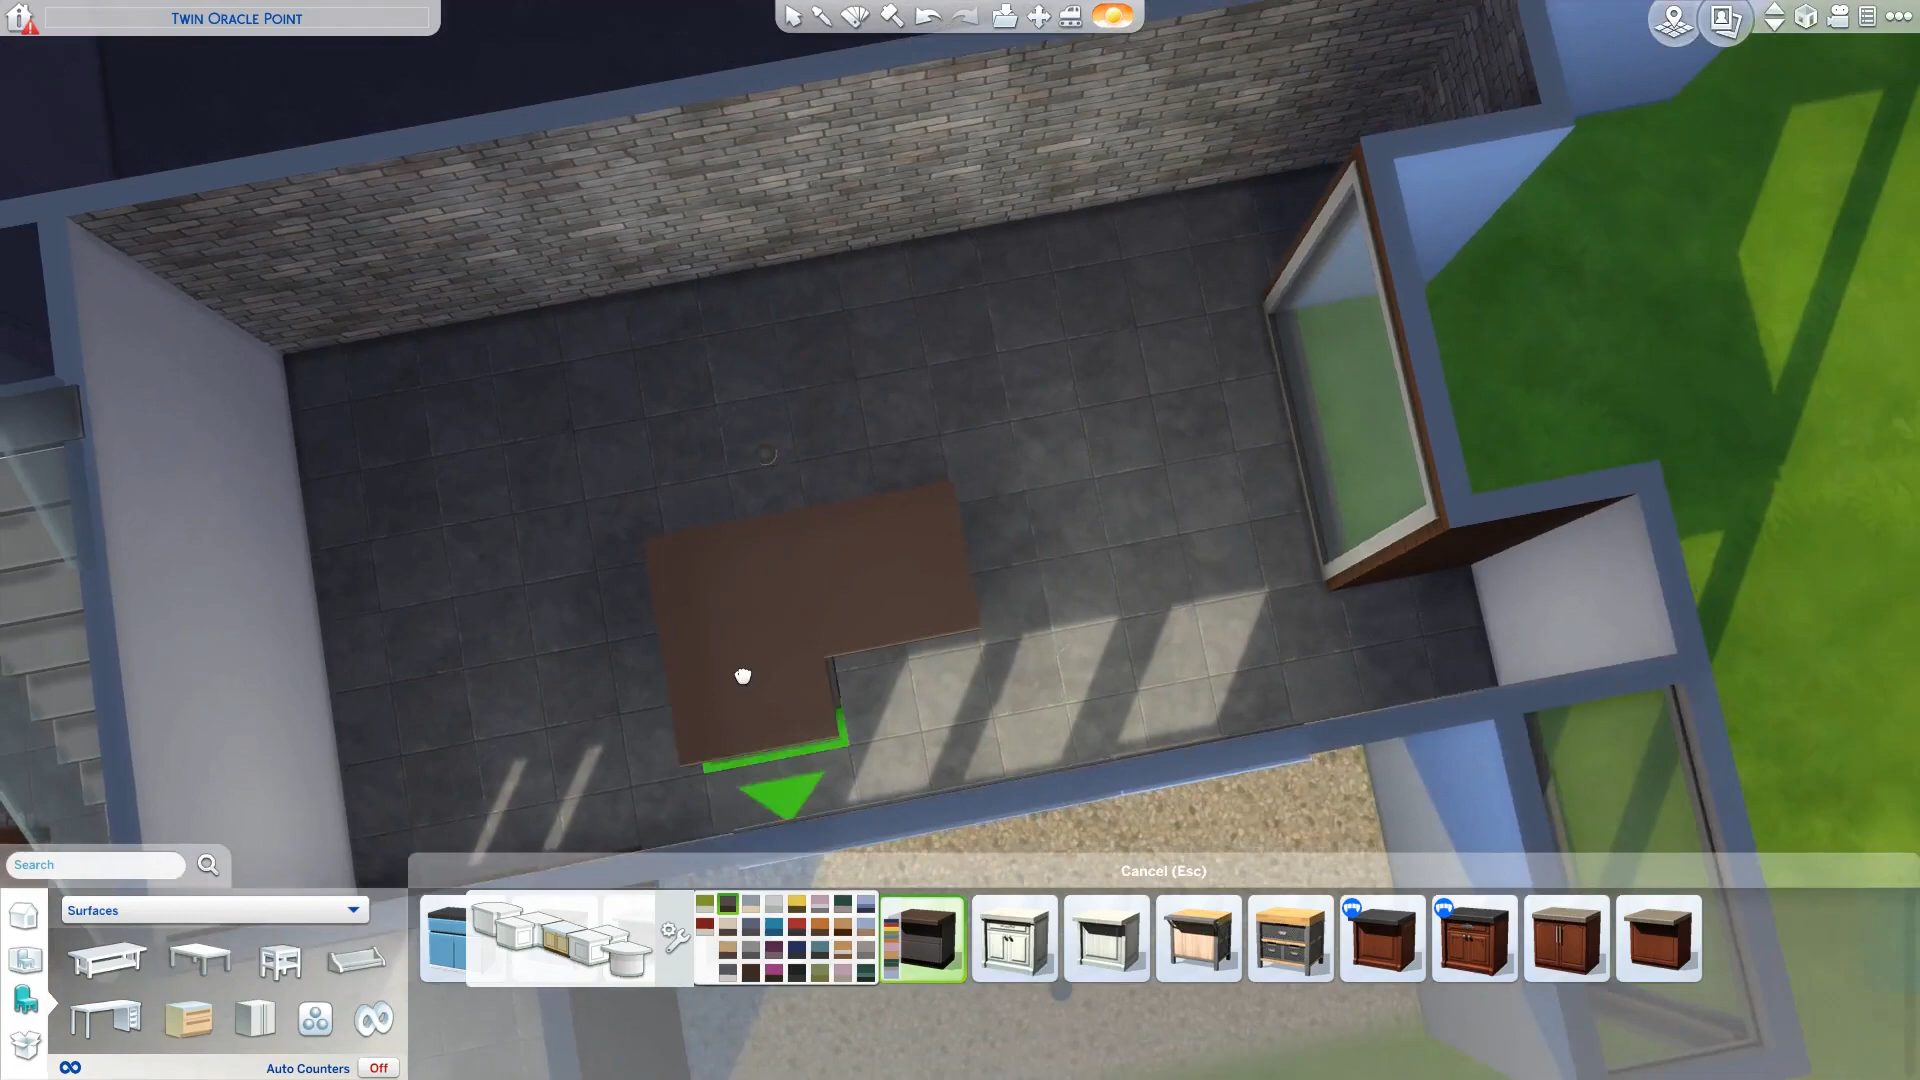 Twin Oracle Point
Search
Cancel (Esc)
Surfaces
Auto Counters
Off